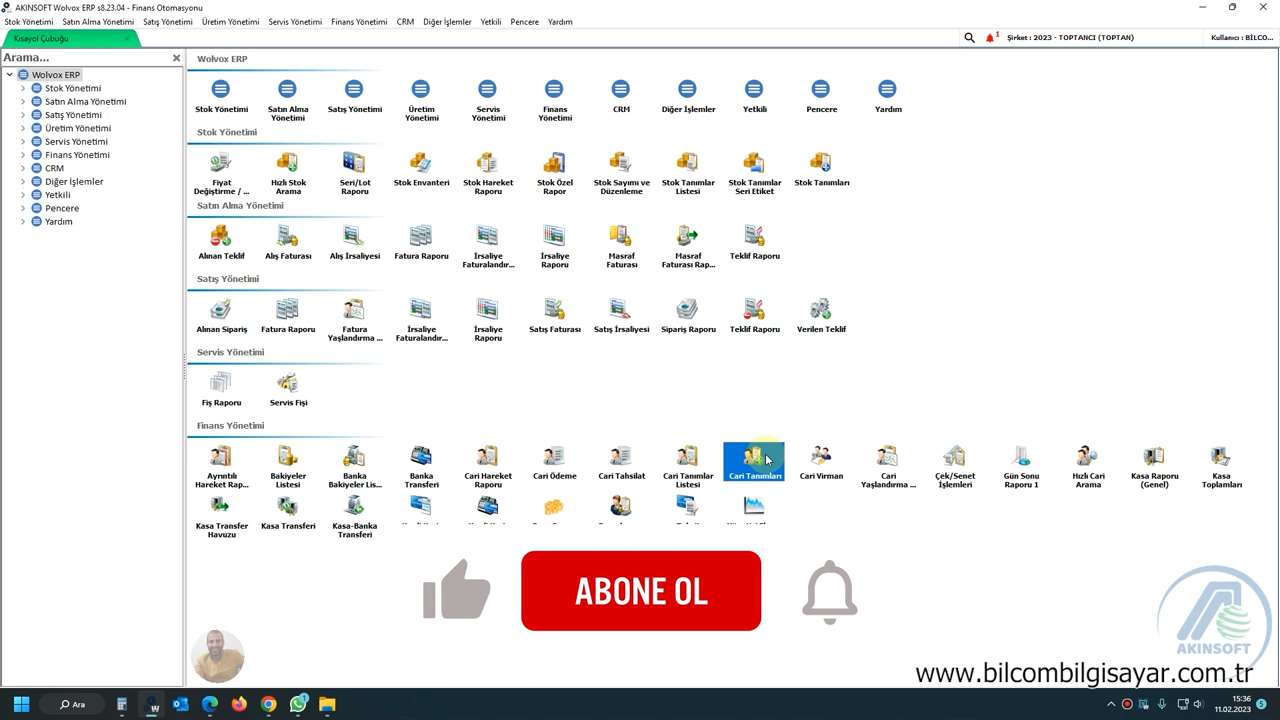 AKINSOFT Wolvox ERP s8.23.04 - Finans Otomasyonu
Stok Yönetimi Satın Alma Yönetimi Satış Yönetimi Üretim Yönetimi Servis Yönetimi Finans Yönetimi CRM Diğer İşlemler Yetkili Pencere Yardım
Kısayol Çubuğu
1
Şirket : 2023 - TOPTANCI (TOPTAN)
Kullanıcı : BİLCO...
Arama...
Wolvox ERP
Stok Yönetimi
Satın Alma Yönetimi
Satış Yönetimi
Üretim Yönetimi
Servis Yönetimi
Finans Yönetimi
CRM
Diğer İşlemler
Yetkili
Pencere
Yardım
Wolvox ERP
Stok Yönetimi
Satın Alma
Yönetimi
Satış Yönetimi
Üretim
Yönetimi
Servis
Yönetimi
Finans
Yönetimi
CRM
Diğer İşlemler
Yetkili
Pencere
Yardım
Stok Yönetimi
Fiyat
Değiştirme / ...
Hızlı Stok
Arama
Seri/Lot
Raporu
Stok Envanteri
Stok Hareket
Raporu
Stok Özel
Rapor
Stok Sayımı ve
Düzenleme
Stok Tanımlar
Listesi
Stok Tanımlar
Seri Etiket
Stok Tanımları
Satın Alma Yönetimi
Alınan Teklif
Alış Faturası
Alış İrsaliyesi
Fatura Raporu
İrsaliye
Faturalandır...
İrsaliye
Raporu
Masraf
Faturası
Masraf
Faturası Rap...
Teklif Raporu
Satış Yönetimi
Alınan Sipariş
Fatura Raporu
Fatura
Yaşlandırma ...
İrsaliye
Faturalandır...
İrsaliye
Raporu
Satış Faturası
Satış İrsaliyesi
Sipariş Raporu
Teklif Raporu
Verilen Teklif
Servis Yönetimi
Fiş Raporu
Servis Fişi
Finans Yönetimi
Ayrıntılı
Hareket Rap...
Bakiyeler
Listesi
Banka
Bakiyeler Lis...
Banka
Transferi
Cari Hareket
Raporu
Cari Ödeme
Cari Tahsilat
Cari Tanımlar
Listesi
Cari Tanımları
Cari Virman
Cari
Yaşlandırma ...
Çek/Senet
İşlemleri
Gün Sonu
Raporu 1
Hızlı Cari
Arama
Kasa Raporu
(Genel)
Kasa
Toplamları
Kasa Transfer
Havuzu
Kasa Transferi
Kasa-Banka
Transferi
ABONE OL
AKINSOFT
www.bilcombilgisayar.com.tr
Ara
1
15:36
11.02.2023
5